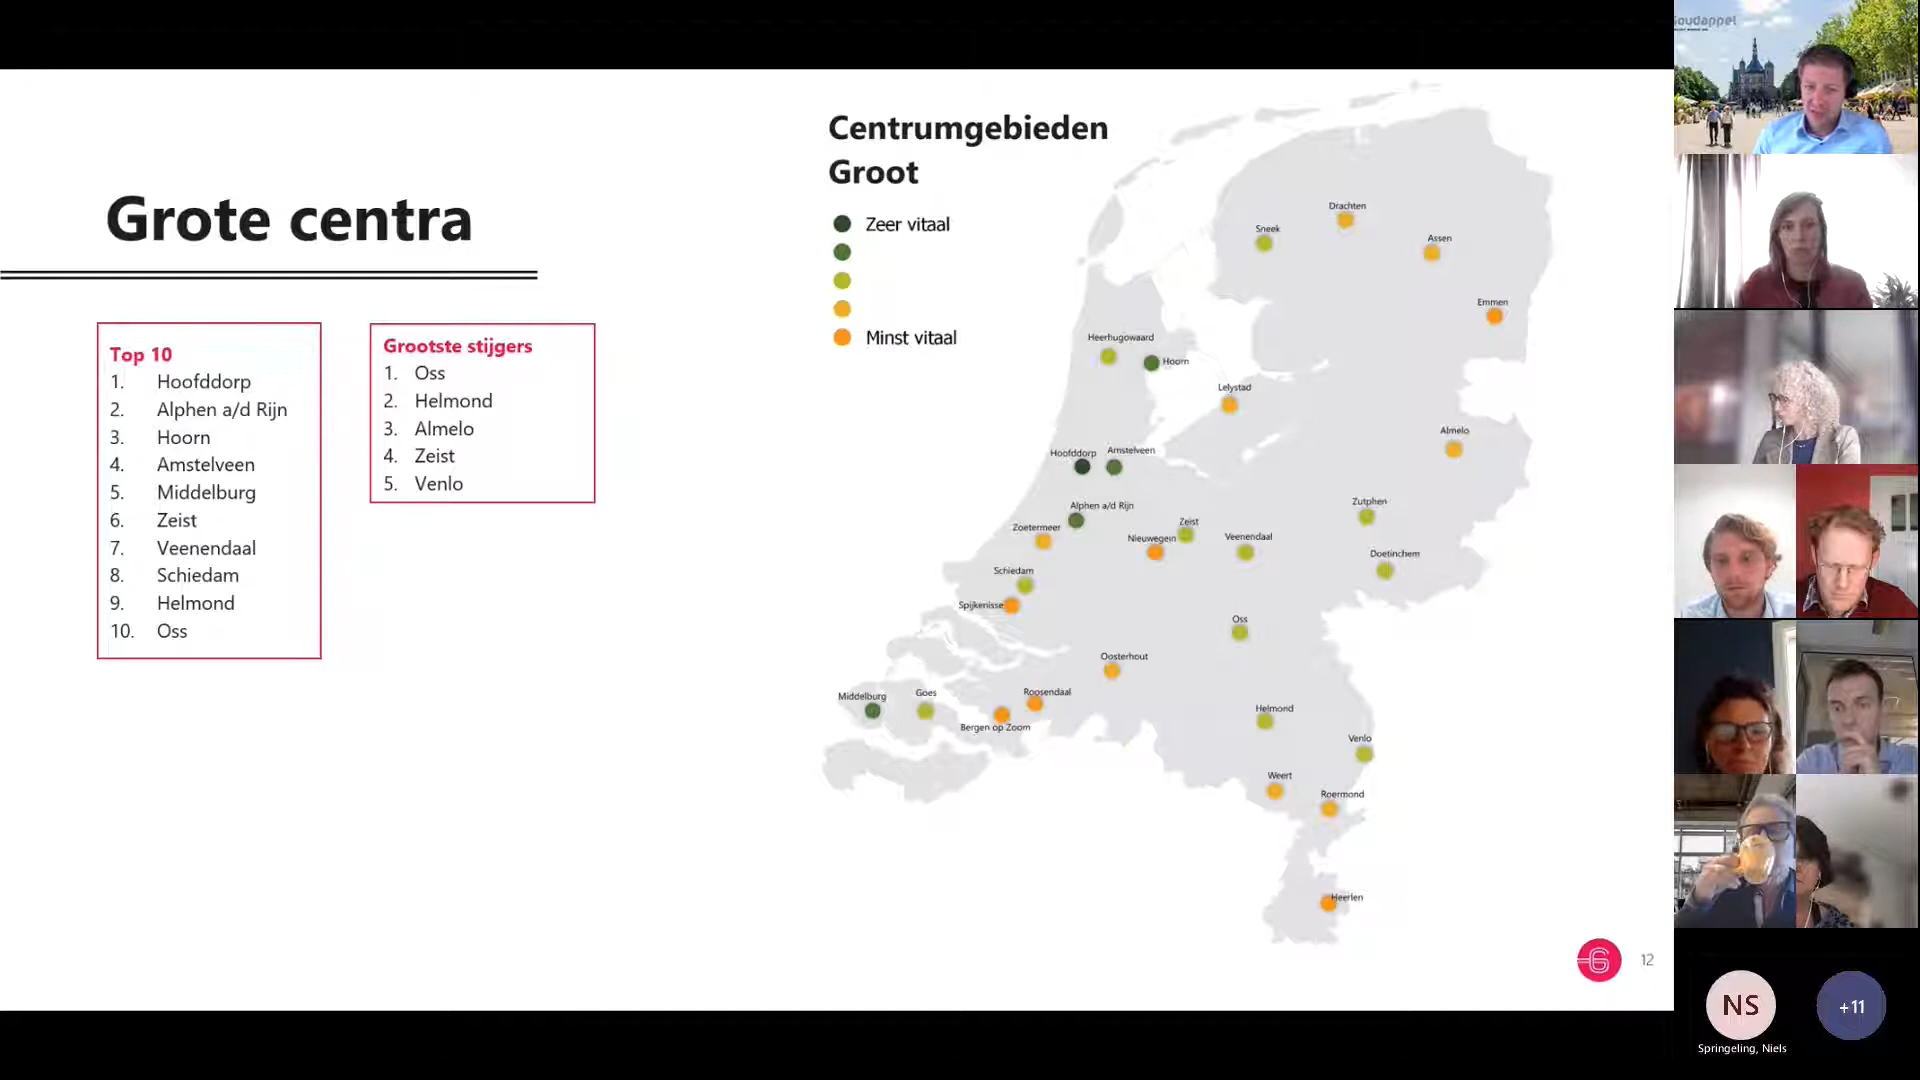 Grote centra
Top 10
1. Hoofddorp
2. Alphen a/d Rijn
3. Hoorn
4. Amstelveen
5. Middelburg
6. Zeist
7. Veenendaal
8. Schiedam
9. Helmond
10. Oss
Grootste stijgers
1. Oss
2. Helmond
3. Almelo
4. Zeist
5. Venlo
Centrumgebieden
Groot
Zeer vitaal
Minst vitaal
Drachten
Sneek
Assen
Emmen
Heerhugowaard
Hoorn
Lelystad
Almelo
Hoofddorp
Amstelveen
Zutphen
Alphen a/d Rijn
Zoetermeer
Zeist
Nieuwegein
Veenendaal
Doetinchem
Schiedam
Spijkenisse
Oss
Oosterhout
Middelburg
Goes
Roosendaal
Bergen op Zoom
Helmond
Venlo
Weert
Roermond
Heerlen
12
NS
+11
Springeling, Niels